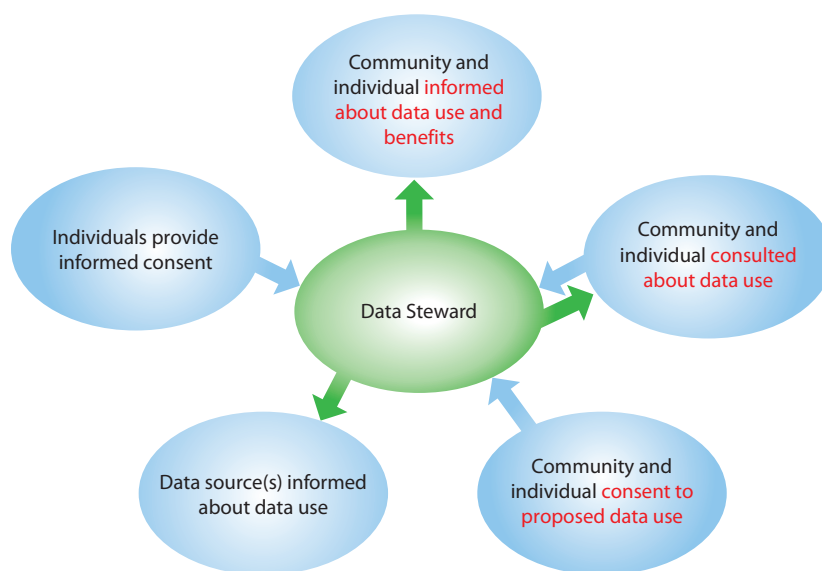 Community and
individual informed
about data use and
benefits
Individuals provide
informed consent
Community and
individual consulted
about data use
Data Steward
Data source(s) informed
about data use
Community and
individual consent to
proposed data use